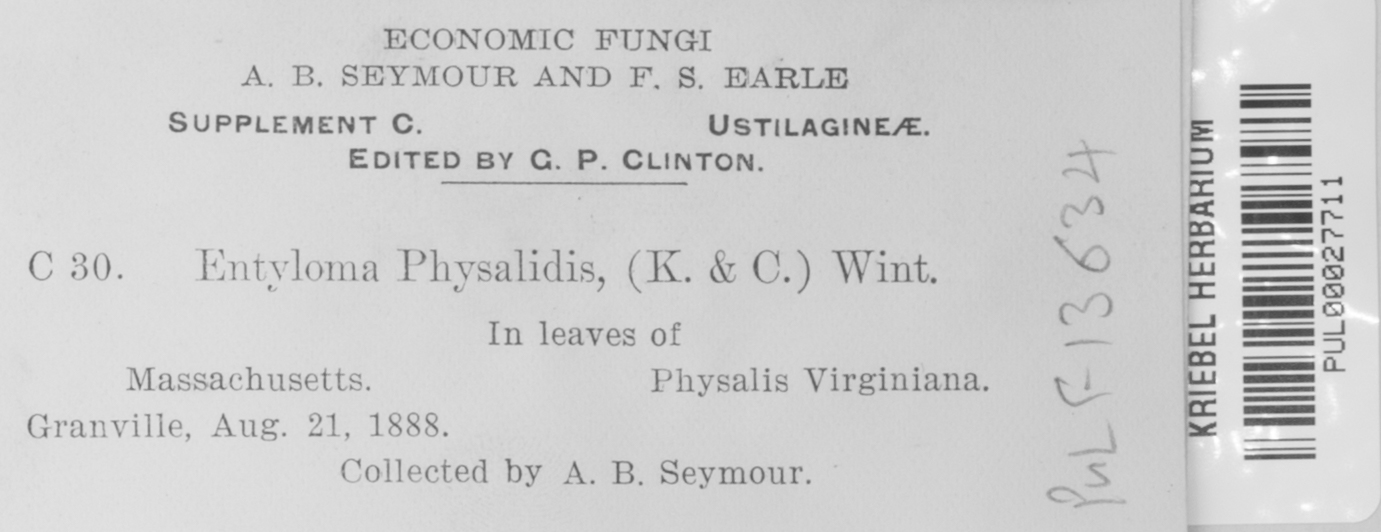 ECONOMIC FUNGI
A. B. SEYMOUR AND F. S. EARLE
SUPPLEMENT C. USTILAGINEÆ.
EDITED BY G. P. CLINTON.
C 30. Entyloma Physalidis, (K. & C.) Wint.
In leaves of
Massachusetts. Physalis Virginiana.
Granville, Aug. 21, 1888.
Collected by A. B. Seymour.
PUL F-13634
KRIEBEL HERBARIUM
PUL00027711